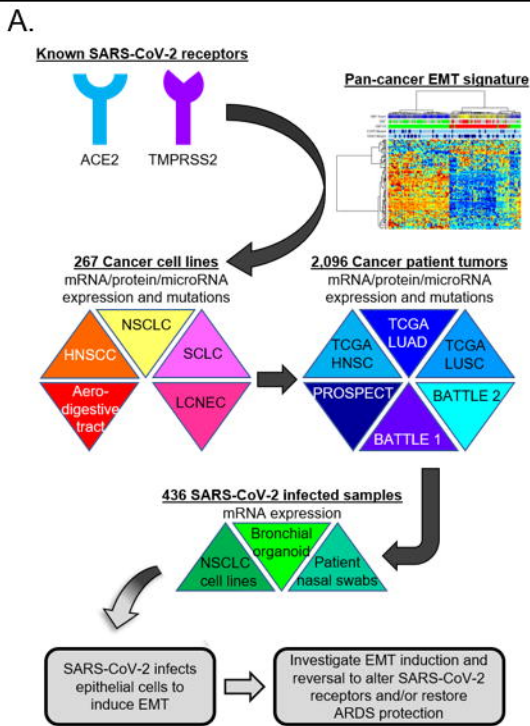 A.
Known SARS-CoV-2 receptors
ACE2
TMPRSS2
Pan-cancer EMT signature
267 Cancer cell lines
mRNA/protein/microRNA
expression and mutations
HNSCC
NSCLC
SCLC
Aero-
digestive
tract
LCNEC
2,096 Cancer patient tumors
mRNA/protein/microRNA
expression and mutations
TCGA
HNSC
TCGA
LUAD
TCGA
LUSC
PROSPECT
BATTLE 1
BATTLE 2
436 SARS-CoV-2 infected samples
mRNA expression
NSCLC
cell lines
Bronchial
organoid
Patient
nasal swabs
SARS-CoV-2 infects
epithelial cells to
induce EMT
Investigate EMT induction and
reversal to alter SARS-CoV-2
receptors and/or restore
ARDS protection